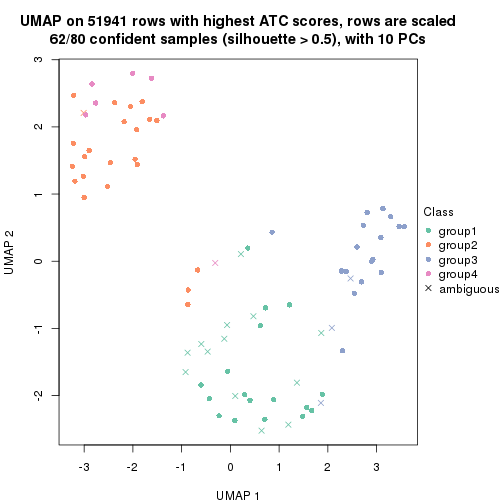 UMAP on 51941 rows with highest ATC scores, rows are scaled
62/80 confident samples (silhouette > 0.5), with 10 PCs
3
2
1
0
-1
-2
UMAP 2
-3
-2
-1
0
1
2
3
UMAP 1
Class
group1
group2
group3
group4
ambiguous